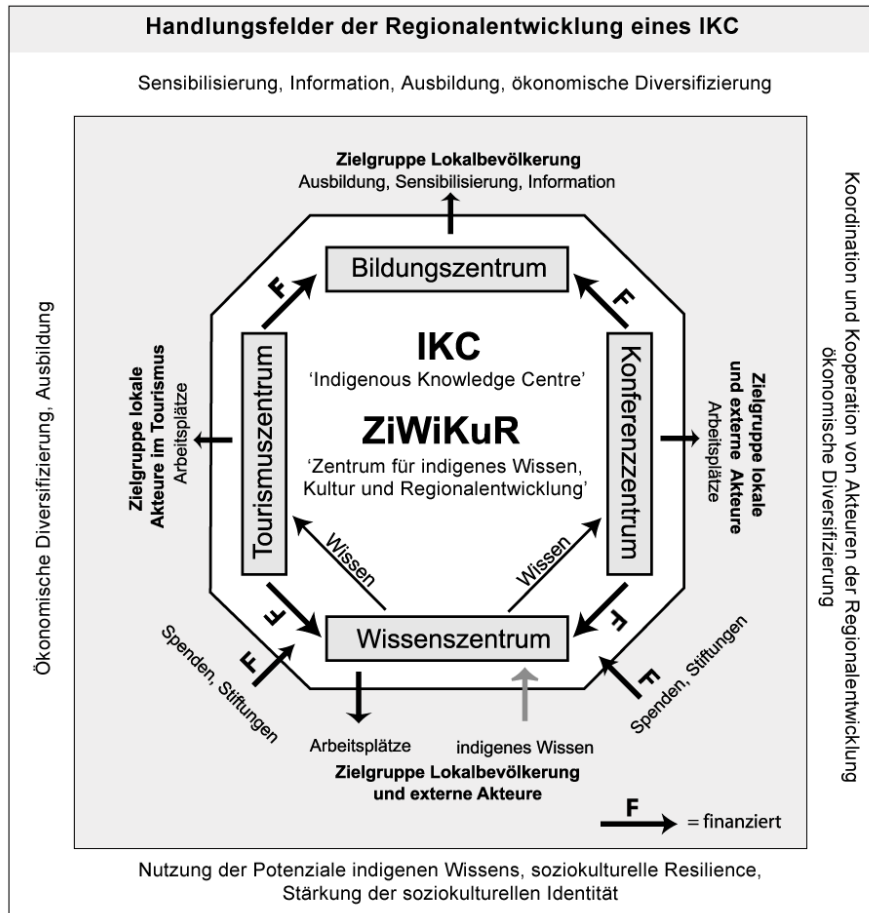 Handlungsfelder der Regionalentwicklung eines IKC
Sensibilisierung, Information, Ausbildung, ökonomische Diversifizierung
Zielgruppe Lokalbevölkerung
Ausbildung, Sensibilisierung, Information
Bildungszentrum
F
F
Ökonomische Diversifizierung, Ausbildung
Zielgruppe lokale
Akteure im Tourismus
Arbeitsplätze
Tourismuszentrum
IKC
‘Indigenous Knowledge Centre’
ZiWiKuR
‘Zentrum für indigenes Wissen,
Kultur und Regionalentwicklung’
Konferenzzentrum
Zielgruppe lokale
und externe Akteure
Arbeitsplätze
Koordination und Kooperation von Akteuren der Regionalentwicklung
ökonomische Diversifizierung
Wissen
Wissen
F
F
Wissenszentrum
F
Spenden, Stiftungen
F
Spenden, Stiftungen
Arbeitsplätze
indigenes Wissen
Zielgruppe Lokalbevölkerung
und externe Akteure
F
= finanziert
Nutzung der Potenziale indigenen Wissens, soziokulturelle Resilience,
Stärkung der soziokulturellen Identität